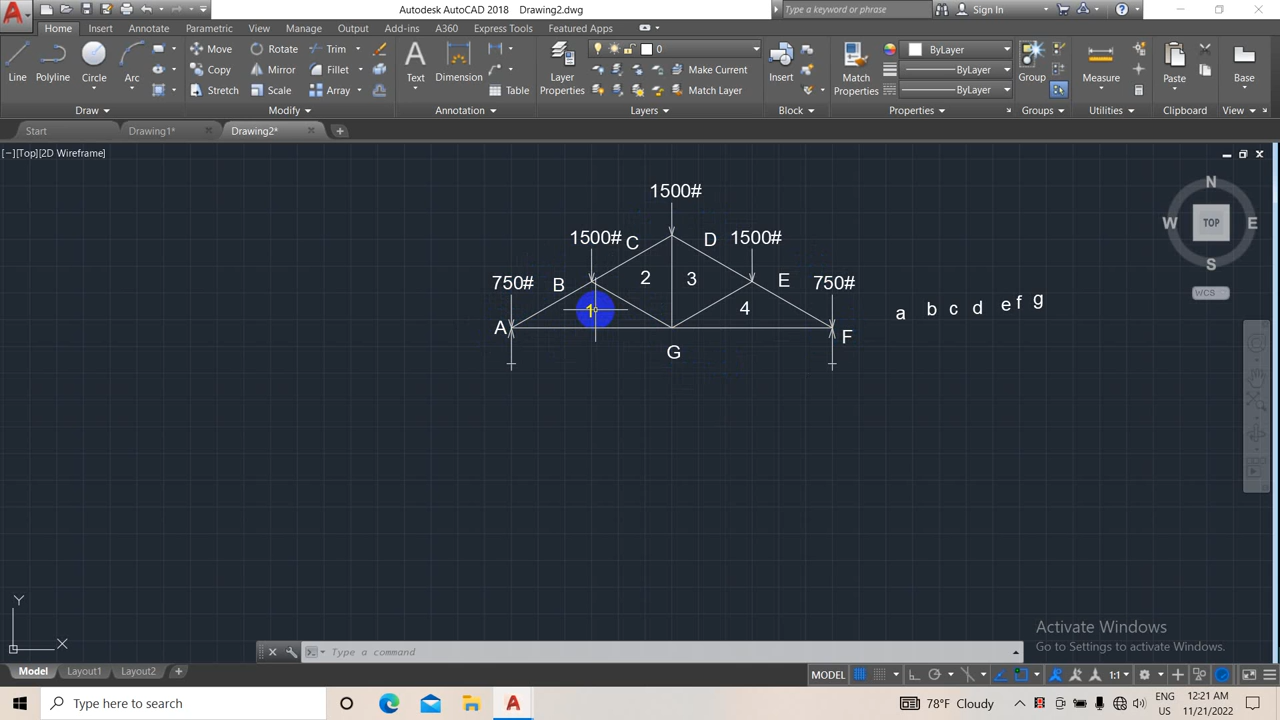 Autodesk AutoCAD 2018 Drawing2.dwg
Type a keyword or phrase
Sign In
Home Insert Annotate Parametric View Manage Output Add-ins A360 Express Tools Featured Apps
Line Polyline Circle Arc
Move Rotate Trim
Copy Mirror Fillet
Stretch Scale Array
Text Dimension Table
Layer Properties
0
Make Current
Match Layer
Insert
Match Properties
ByLayer
ByLayer
ByLayer
Group
Measure
Paste
Base
Draw Modify Annotation Layers Block Properties Groups Utilities Clipboard View
Start Drawing1* Drawing2*
[−][Top][2D Wireframe]
N
W TOP E
S
WCS
1500#
1500# C D 1500#
750# B 2 3 E 750#
1 4
A F
G
a b c d e f g
Y
X
Type a command
Activate Windows
Go to Settings to activate Windows.
Model Layout1 Layout2 +
MODEL 1:1
Type here to search
78°F Cloudy
ENG
US
12:21 AM
11/21/2022